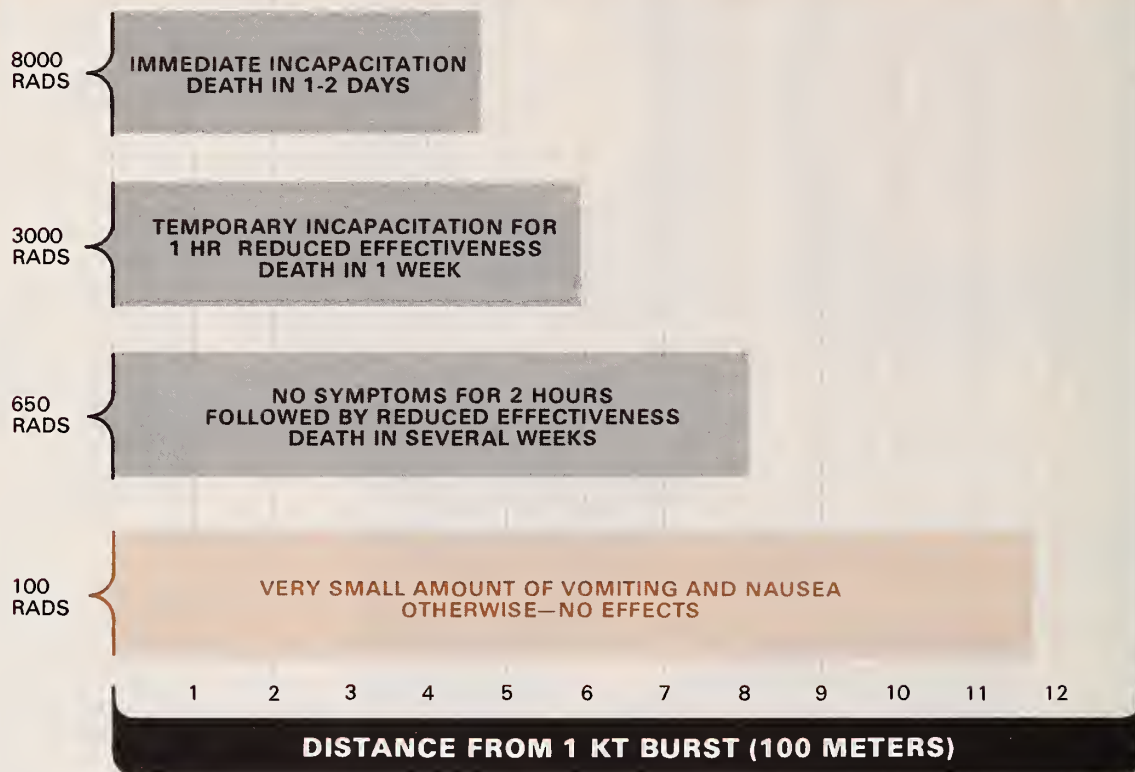 8000
RADS
IMMEDIATE INCAPACITATION
DEATH IN 1-2 DAYS
3000
RADS
TEMPORARY INCAPACITATION FOR
1 HR REDUCED EFFECTIVENESS
DEATH IN 1 WEEK
650
RADS
NO SYMPTOMS FOR 2 HOURS
FOLLOWED BY REDUCED EFFECTIVENESS
DEATH IN SEVERAL WEEKS
100
RADS
VERY SMALL AMOUNT OF VOMITING AND NAUSEA
OTHERWISE—NO EFFECTS
1 2 3 4 5 6 7 8 9 10 11 12
DISTANCE FROM 1 KT BURST (100 METERS)